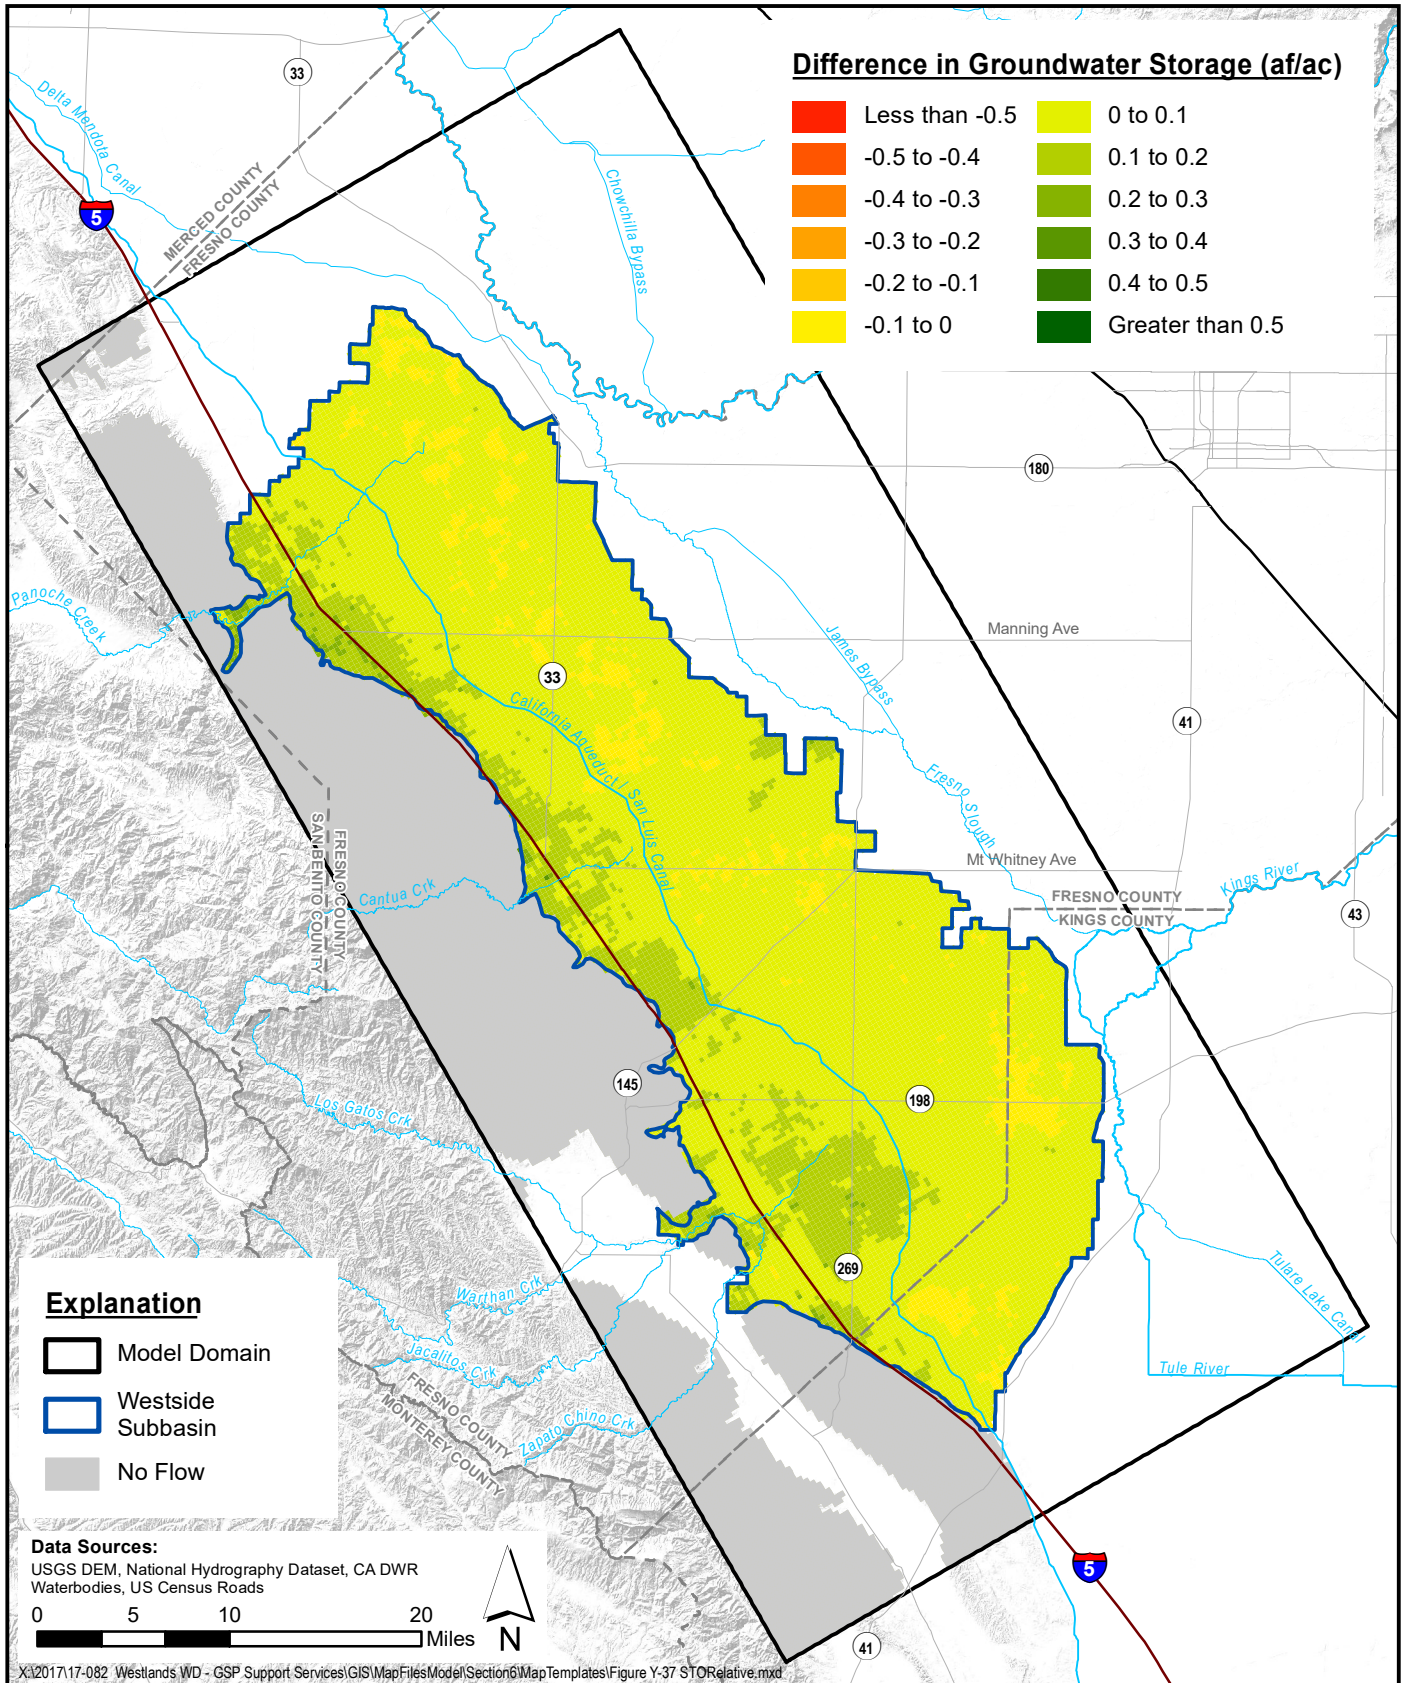 Difference in Groundwater Storage (af/ac)
Less than -0.5
-0.5 to -0.4
-0.4 to -0.3
-0.3 to -0.2
-0.2 to -0.1
-0.1 to 0
0 to 0.1
0.1 to 0.2
0.2 to 0.3
0.3 to 0.4
0.4 to 0.5
Greater than 0.5
33
Delta Mendota Canal
5
MERCED COUNTY
FRESNO COUNTY
Chowchilla Bypass
180
Panoche Creek
Manning Ave
James Bypass
33
41
California Aqueduct / San Luis Canal
Fresno Slough
SAN BENITO COUNTY
FRESNO COUNTY
Mt Whitney Ave
Cantua Crk
Kings River
FRESNO COUNTY
KINGS COUNTY
43
145
198
Los Gatos Crk
269
Warthan Crk
Tulare Lake Canal
Jacalitos Crk
Tule River
FRESNO COUNTY
MONTEREY COUNTY
Zapato Chino Crk
5
41
Explanation
Model Domain
Westside
Subbasin
No Flow
Data Sources:
USGS DEM, National Hydrography Dataset, CA DWR
Waterbodies, US Census Roads
0 5 10 20
Miles
N
X:\2017\17-082 Westlands WD - GSP Support Services\GIS\MapFilesModel\Section6\MapTemplates\Figure Y-37 STORelative.mxd